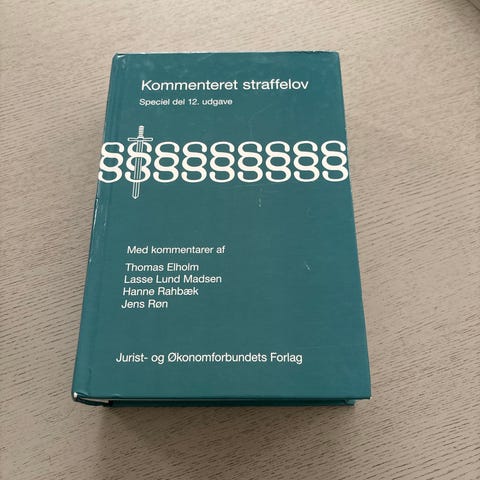 Kommenteret straffelov
Speciel del 12. udgave
§§§§§§§§§
Med kommentarer af
Thomas Elholm
Lasse Lund Madsen
Hanne Rahbæk
Jens Røn
Jurist- og Økonomforbundets Forlag